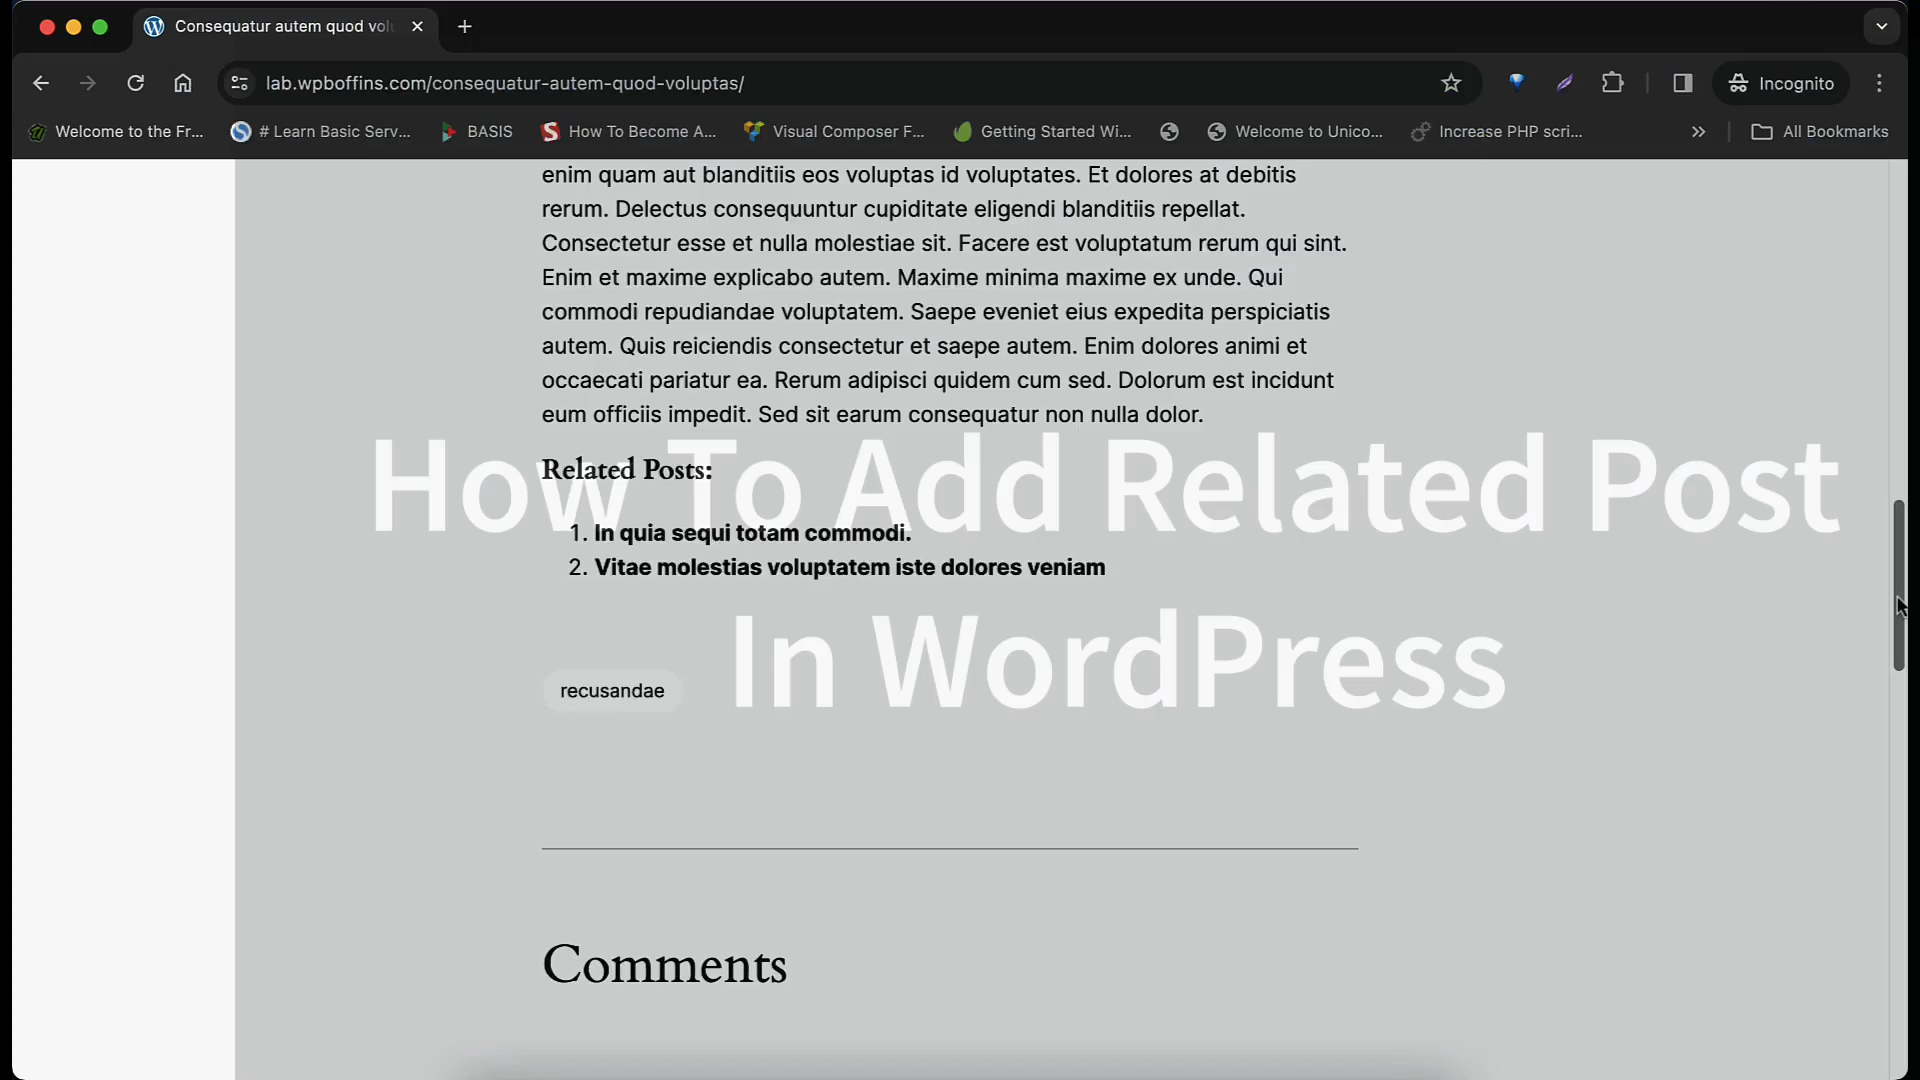 Consequatur autem quod vol
lab.wpboffins.com/consequatur-autem-quod-voluptas/
Incognito
Welcome to the Fr...
# Learn Basic Serv...
BASIS
How To Become A...
Visual Composer F...
Getting Started Wi...
Welcome to Unico...
Increase PHP scri...
All Bookmarks
enim quam aut blanditiis eos voluptas id voluptates. Et dolores at debitis
rerum. Delectus consequuntur cupiditate eligendi blanditiis repellat.
Consectetur esse et nulla molestiae sit. Facere est voluptatum rerum qui sint.
Enim et maxime explicabo autem. Maxime minima maxime ex unde. Qui
commodi repudiandae voluptatem. Saepe eveniet eius expedita perspiciatis
autem. Quis reiciendis consectetur et saepe autem. Enim dolores animi et
occaecati pariatur ea. Rerum adipisci quidem cum sed. Dolorum est incidunt
eum officiis impedit. Sed sit earum consequatur non nulla dolor.
How To Add Related Post
In WordPress
Related Posts:
1. In quia sequi totam commodi.
2. Vitae molestias voluptatem iste dolores veniam
recusandae
Comments